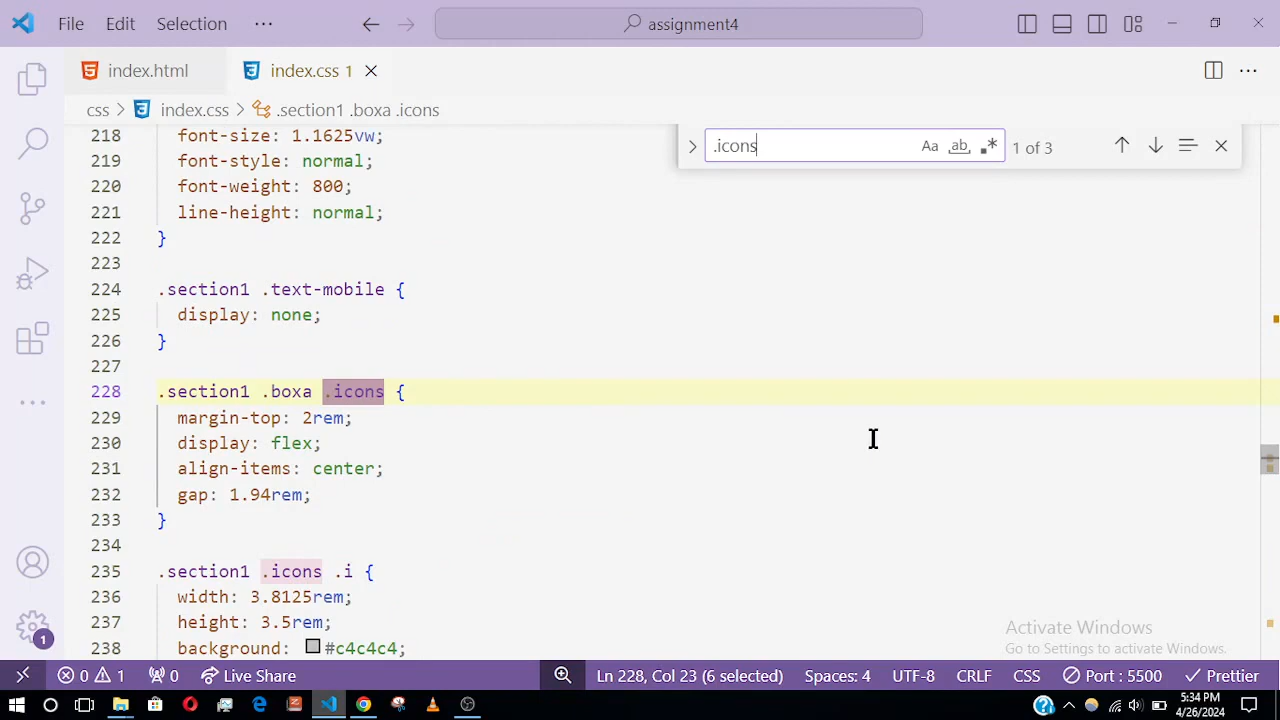 File Edit Selection ··· assignment4
index.html index.css 1
css > index.css > .section1 .boxa .icons
.icons Aa ab 1 of 3
218 font-size: 1.1625vw;
219 font-style: normal;
220 font-weight: 800;
221 line-height: normal;
222 }
223
224 .section1 .text-mobile {
225 display: none;
226 }
227
228 .section1 .boxa .icons {
229 margin-top: 2rem;
230 display: flex;
231 align-items: center;
232 gap: 1.94rem;
233 }
234
235 .section1 .icons .i {
236 width: 3.8125rem;
237 height: 3.5rem;
238 background: #c4c4c4;
Activate Windows
Go to Settings to activate Windows.
1
0 1 0 Live Share Ln 228, Col 23 (6 selected) Spaces: 4 UTF-8 CRLF CSS Port : 5500 Prettier
5:34 PM
4/26/2024